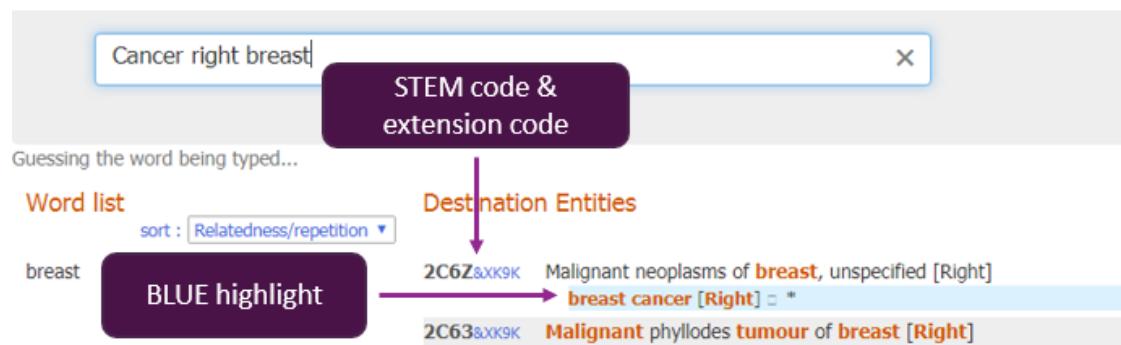 Cancer right breast
STEM code &
extension code
Guessing the word being typed...
Word list
Destination Entities
sort : Relatedness/repetition
breast
2C6Z&XK9K Malignant neoplasms of breast, unspecified [Right]
BLUE highlight
breast cancer [Right] □ *
2C63&XK9K Malignant phyllodes tumour of breast [Right]